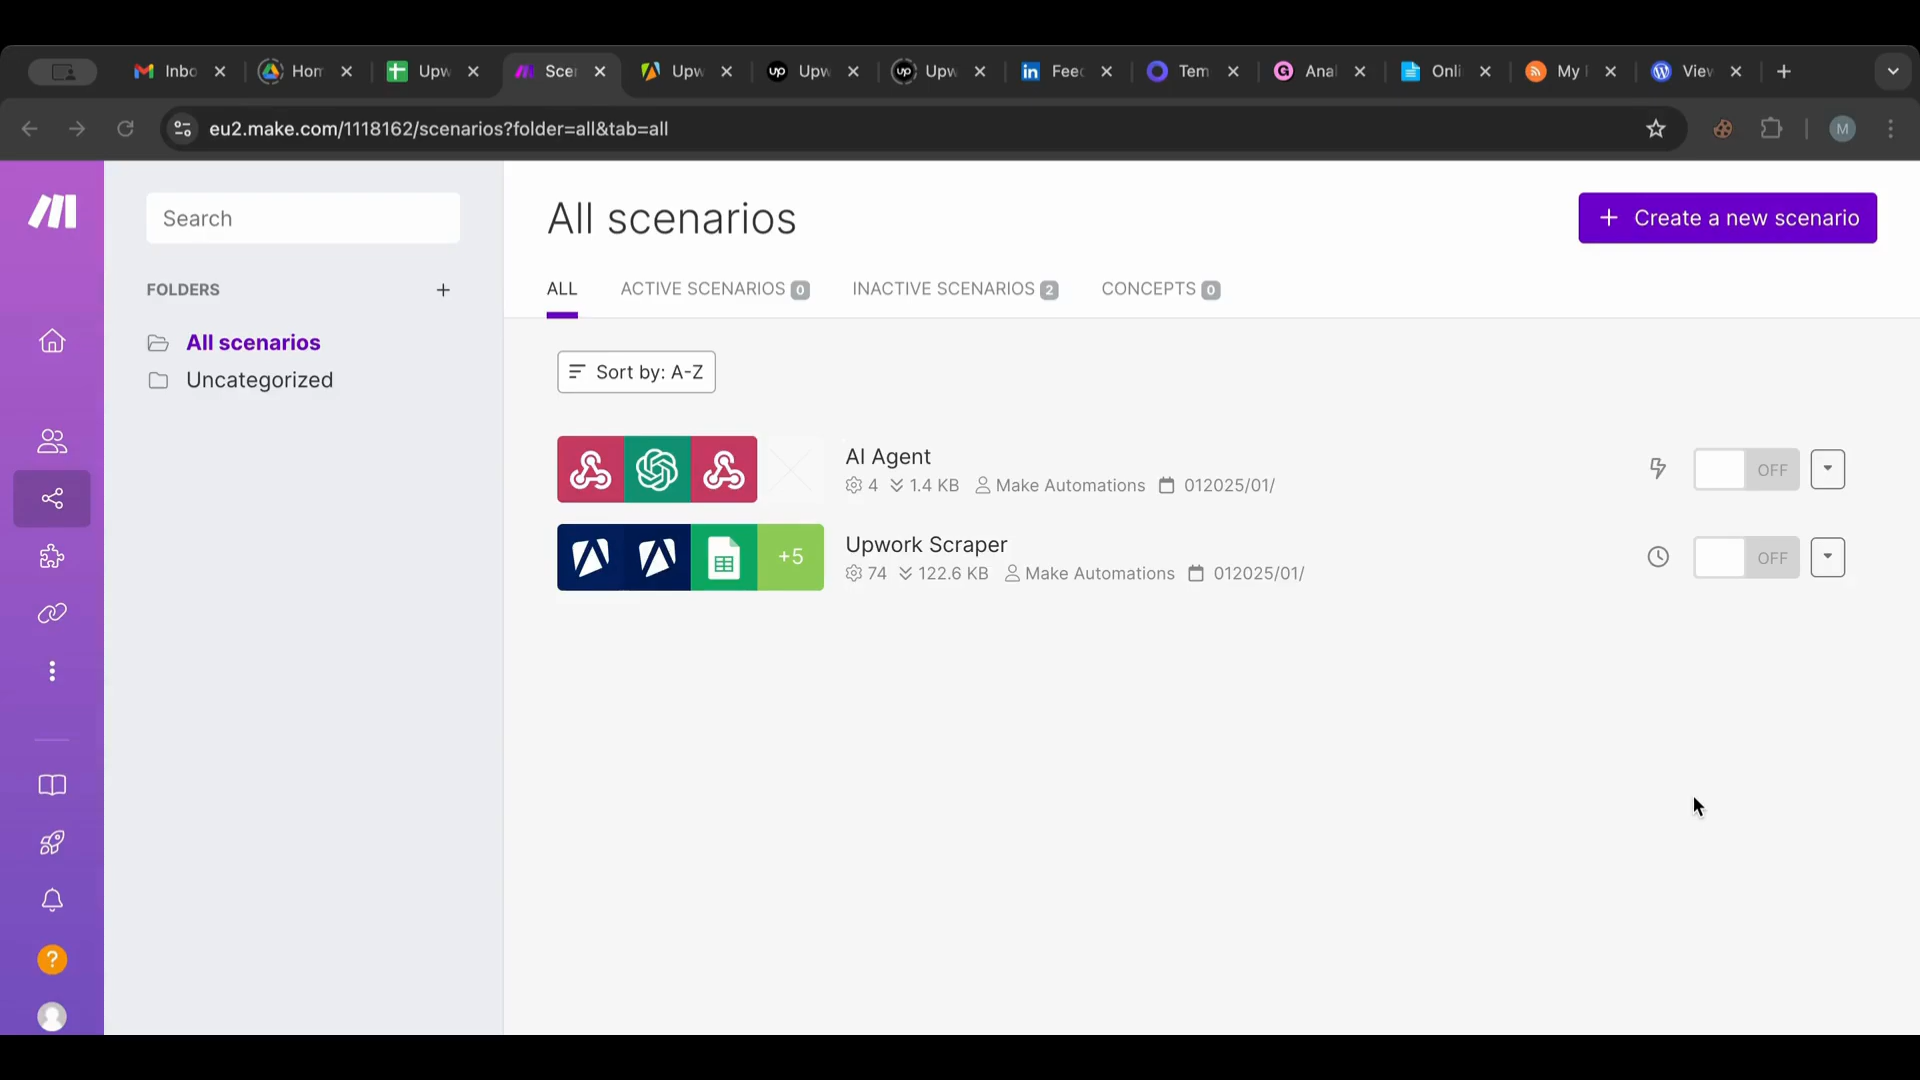 Inbo
Hom
Upw
Scen
Upw
Upw
Upw
Feec
Tem
Anal
Onli
My
View
eu2.make.com/1118162/scenarios?folder=all&tab=all
M
Search
All scenarios
Create a new scenario
FOLDERS
ALL
ACTIVE SCENARIOS 0
INACTIVE SCENARIOS 2
CONCEPTS 0
All scenarios
Uncategorized
Sort by: A-Z
AI Agent
4 1.4 KB Make Automations 012025/01/
OFF
Upwork Scraper
+5
74 122.6 KB Make Automations 012025/01/
OFF
?